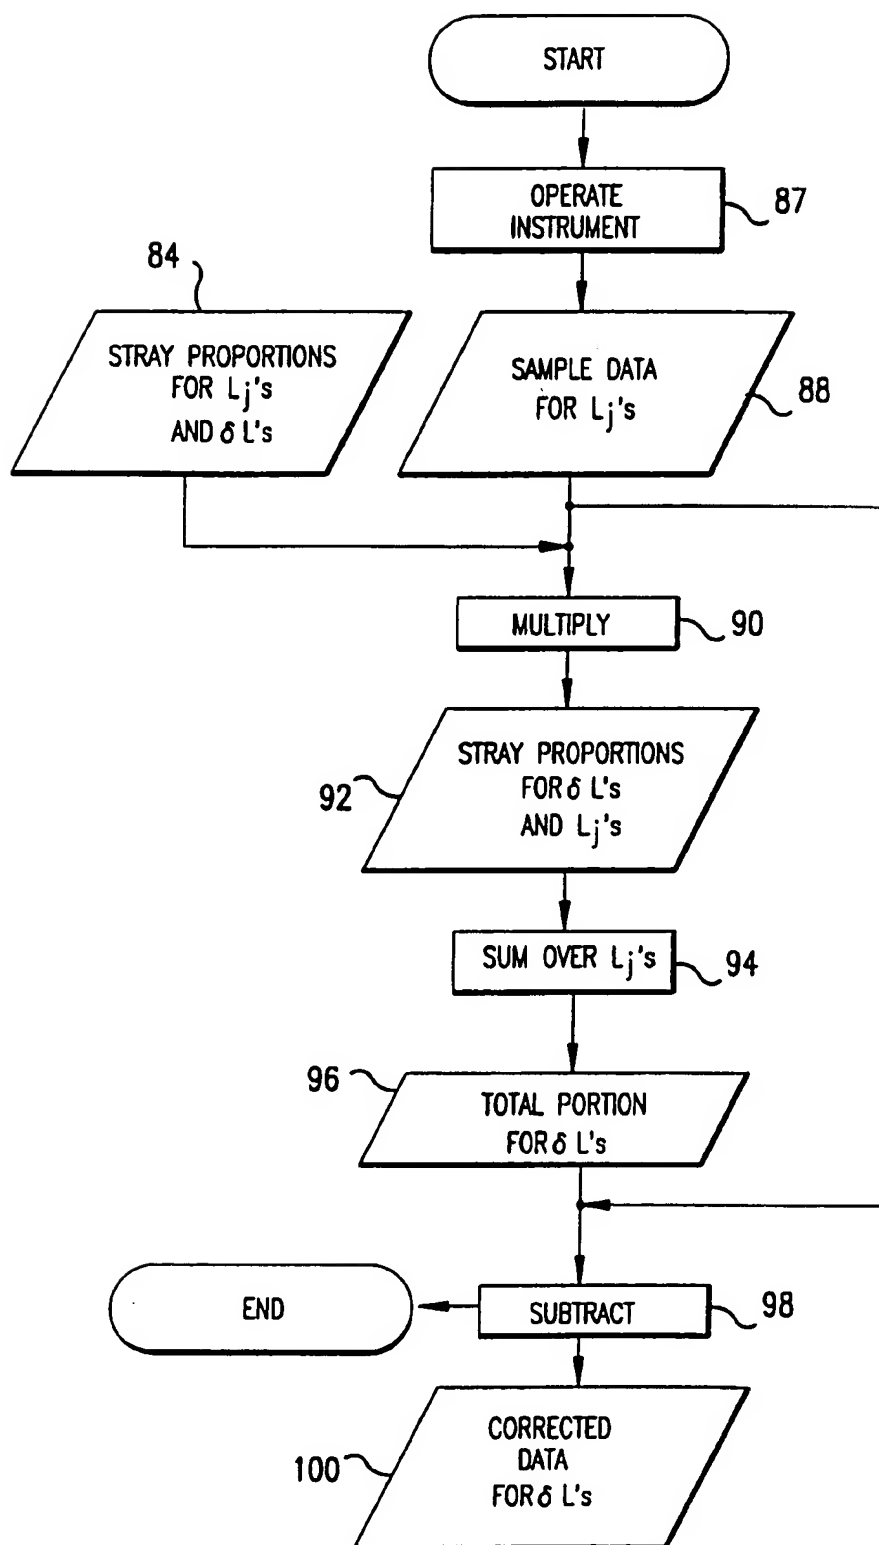 START
OPERATE
INSTRUMENT
87
84
STRAY PROPORTIONS
FOR Lj's
AND δ L's
SAMPLE DATA
FOR Lj's
88
MULTIPLY
90
STRAY PROPORTIONS
FOR δ L's
AND Lj's
92
SUM OVER Lj's
94
96
TOTAL PORTION
FOR δ L's
END
SUBTRACT
98
CORRECTED
DATA
FOR δ L's
100